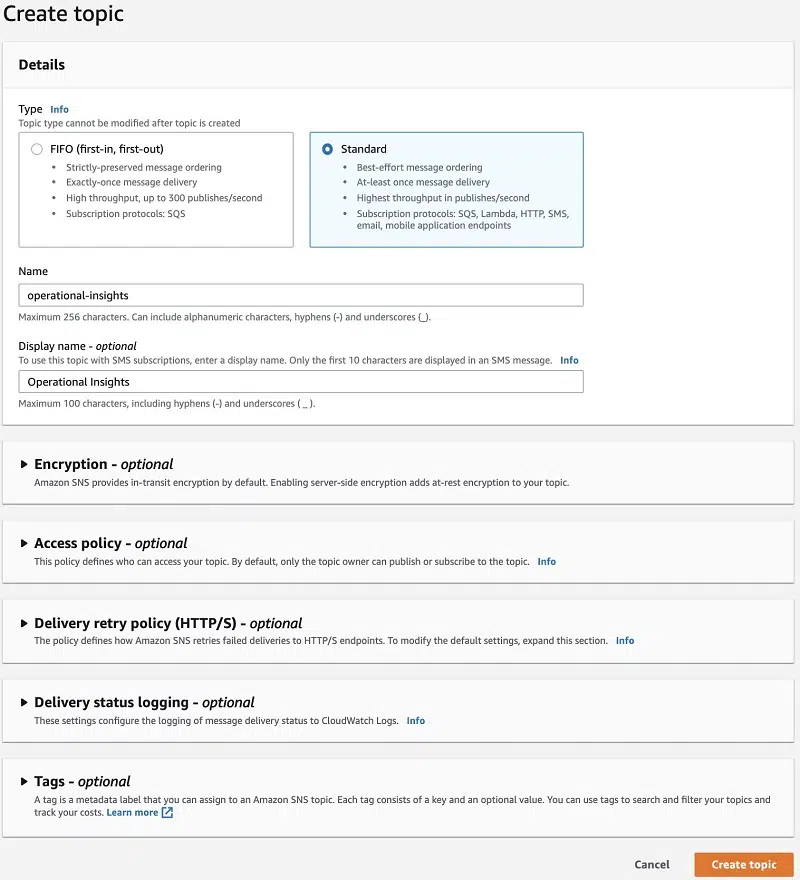 Create topic
Details
Type Info
Topic type cannot be modified after topic is created
FIFO (first-in, first-out)
• Strictly-preserved message ordering
• Exactly-once message delivery
• High throughput, up to 300 publishes/second
• Subscription protocols: SQS
Standard
• Best-effort message ordering
• At-least once message delivery
• Highest throughput in publishes/second
• Subscription protocols: SQS, Lambda, HTTP, SMS,
email, mobile application endpoints
Name
operational-insights
Maximum 256 characters. Can include alphanumeric characters, hyphens (-) and underscores (_).
Display name - optional
To use this topic with SMS subscriptions, enter a display name. Only the first 10 characters are displayed in an SMS message. Info
Operational Insights
Maximum 100 characters, including hyphens (-) and underscores ( _ ).
Encryption - optional
Amazon SNS provides in-transit encryption by default. Enabling server-side encryption adds at-rest encryption to your topic.
Access policy - optional
This policy defines who can access your topic. By default, only the topic owner can publish or subscribe to the topic. Info
Delivery retry policy (HTTP/S) - optional
The policy defines how Amazon SNS retries failed deliveries to HTTP/S endpoints. To modify the default settings, expand this section. Info
Delivery status logging - optional
These settings configure the logging of message delivery status to CloudWatch Logs. Info
Tags - optional
A tag is a metadata label that you can assign to an Amazon SNS topic. Each tag consists of a key and an optional value. You can use tags to search and filter your topics and
track your costs. Learn more
Cancel Create topic